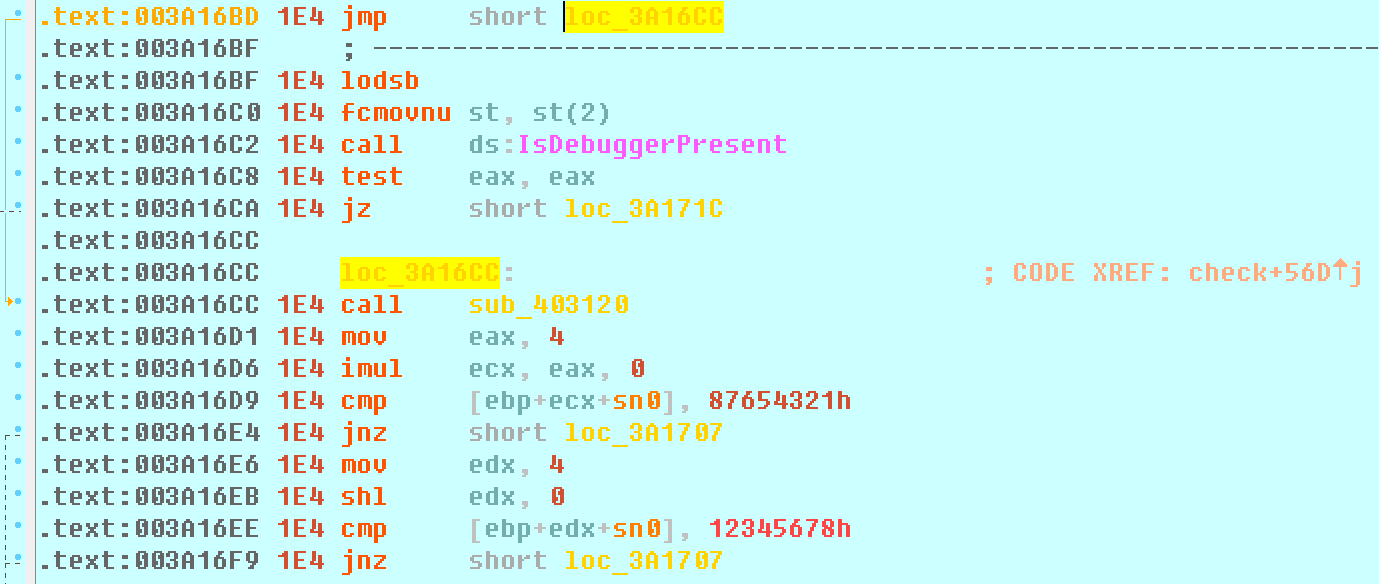 .text:003A16BD 1E4 jmp     short loc_3A16CC
.text:003A16BF     ; ---------------------------------------------------------------
.text:003A16BF 1E4 lodsb
.text:003A16C0 1E4 fcmovnu st, st(2)
.text:003A16C2 1E4 call    ds:IsDebuggerPresent
.text:003A16C8 1E4 test    eax, eax
.text:003A16CA 1E4 jz      short loc_3A171C
.text:003A16CC
.text:003A16CC     loc_3A16CC:                              ; CODE XREF: check+56D↑j
.text:003A16CC 1E4 call    sub_403120
.text:003A16D1 1E4 mov     eax, 4
.text:003A16D6 1E4 imul    ecx, eax, 0
.text:003A16D9 1E4 cmp     [ebp+ecx+sn0], 87654321h
.text:003A16E4 1E4 jnz     short loc_3A1707
.text:003A16E6 1E4 mov     edx, 4
.text:003A16EB 1E4 shl     edx, 0
.text:003A16EE 1E4 cmp     [ebp+edx+sn0], 12345678h
.text:003A16F9 1E4 jnz     short loc_3A1707